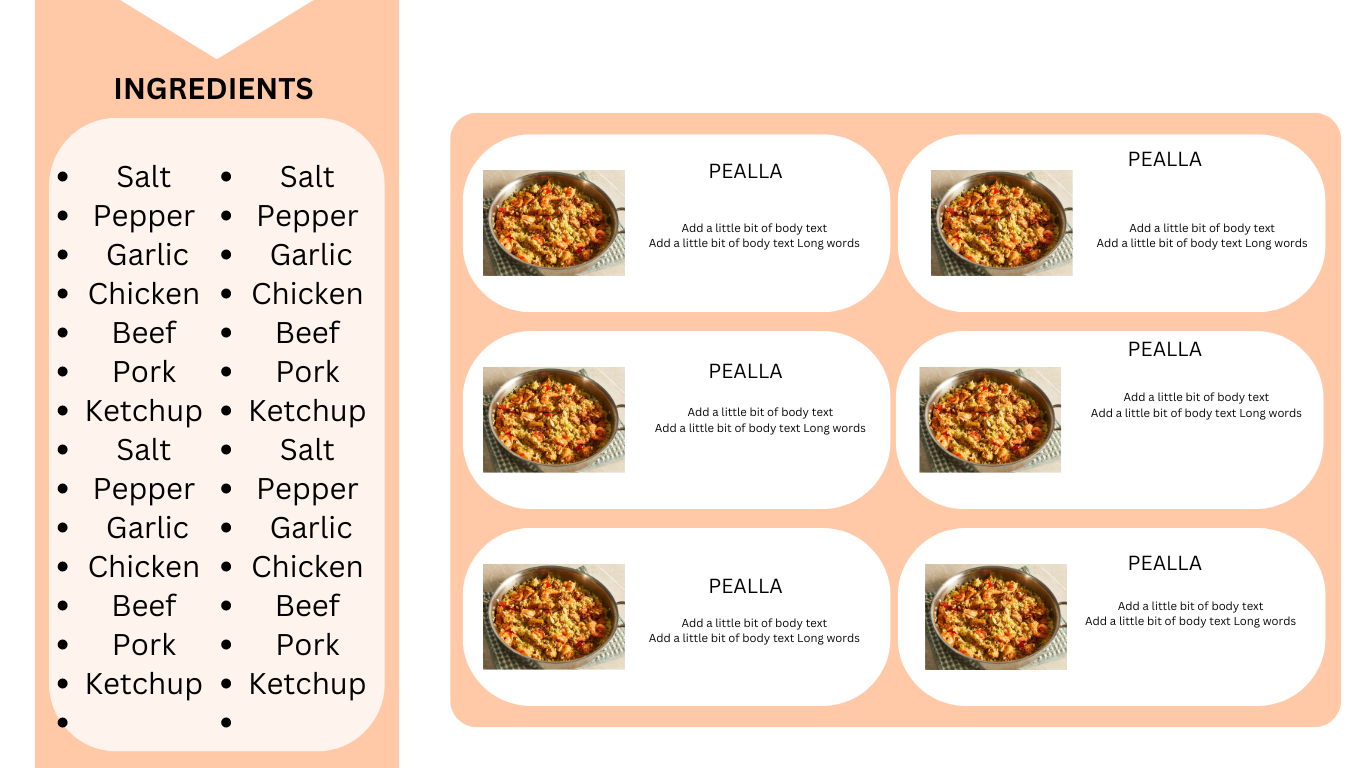 INGREDIENTS
Salt
Pepper
Garlic
Chicken
Beef
Pork
Ketchup
Salt
Pepper
Garlic
Chicken
Beef
Pork
Ketchup
Salt
Pepper
Garlic
Chicken
Beef
Pork
Ketchup
Salt
Pepper
Garlic
Chicken
Beef
Pork
Ketchup
PEALLA
Add a little bit of body text
Add a little bit of body text Long words
PEALLA
Add a little bit of body text
Add a little bit of body text Long words
PEALLA
Add a little bit of body text
Add a little bit of body text Long words
PEALLA
Add a little bit of body text
Add a little bit of body text Long words
PEALLA
Add a little bit of body text
Add a little bit of body text Long words
PEALLA
Add a little bit of body text
Add a little bit of body text Long words